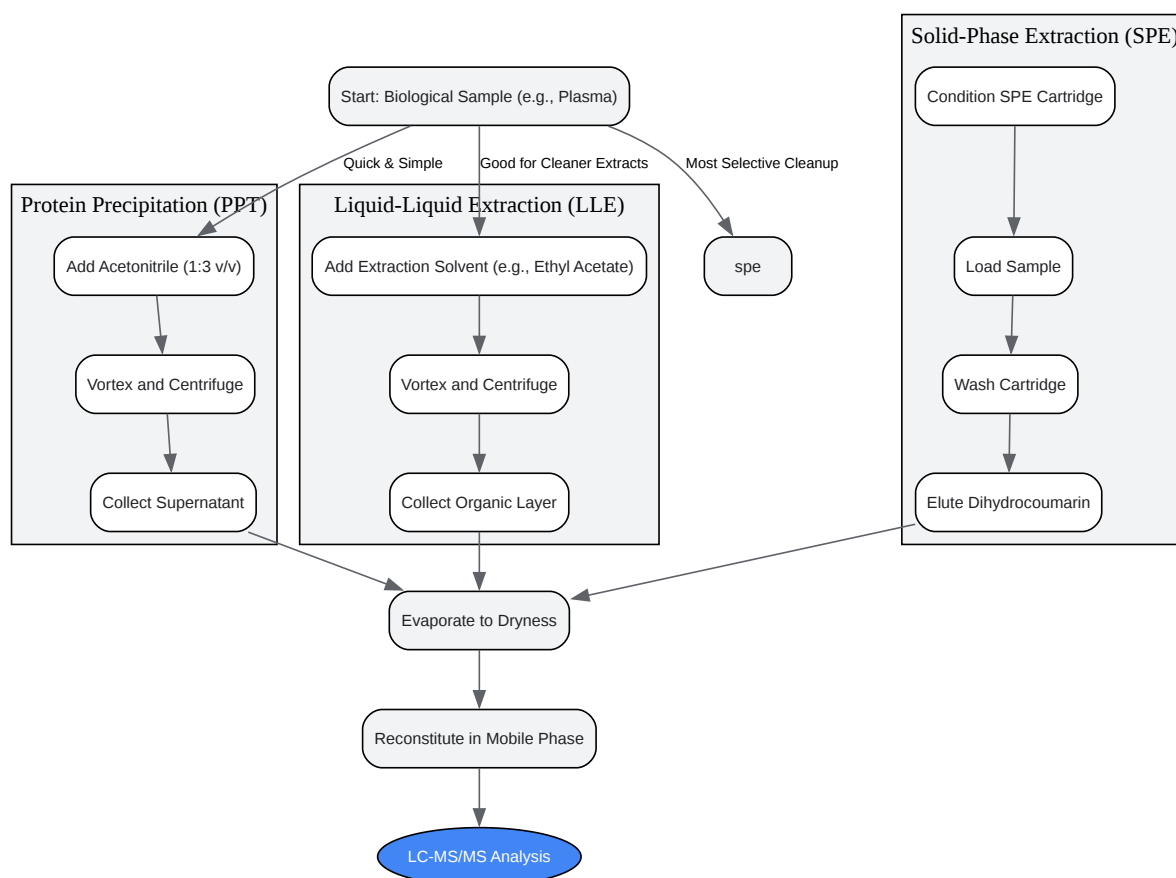 Solid-Phase Extraction (SPE)
Condition SPE Cartridge
Start: Biological Sample (e.g., Plasma)
Quick & Simple
Good for Cleaner Extracts
Most Selective Cleanup
Protein Precipitation (PPT)
Liquid-Liquid Extraction (LLE)
Add Acetonitrile (1:3 v/v)
Add Extraction Solvent (e.g., Ethyl Acetate)
spe
Load Sample
Vortex and Centrifuge
Vortex and Centrifuge
Wash Cartridge
Collect Supernatant
Collect Organic Layer
Elute Dihydrocoumarin
Evaporate to Dryness
Reconstitute in Mobile Phase
LC-MS/MS Analysis